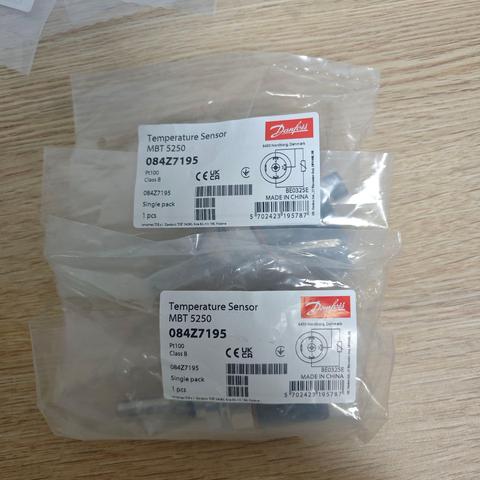 Temperature Sensor
MBT 5250
084Z7195
Pt100
Class B
084Z7195
Single pack
1 pcs
Danfoss
6430 Nordborg, Denmark
BE0325E
MADE IN CHINA
5 702423 195787
Temperature Sensor
MBT 5250
084Z7195
Pt100
Class B
084Z7195
Single pack
1 pcs
Danfoss
6430 Nordborg, Denmark
BE0325E
MADE IN CHINA
5 702423 195787